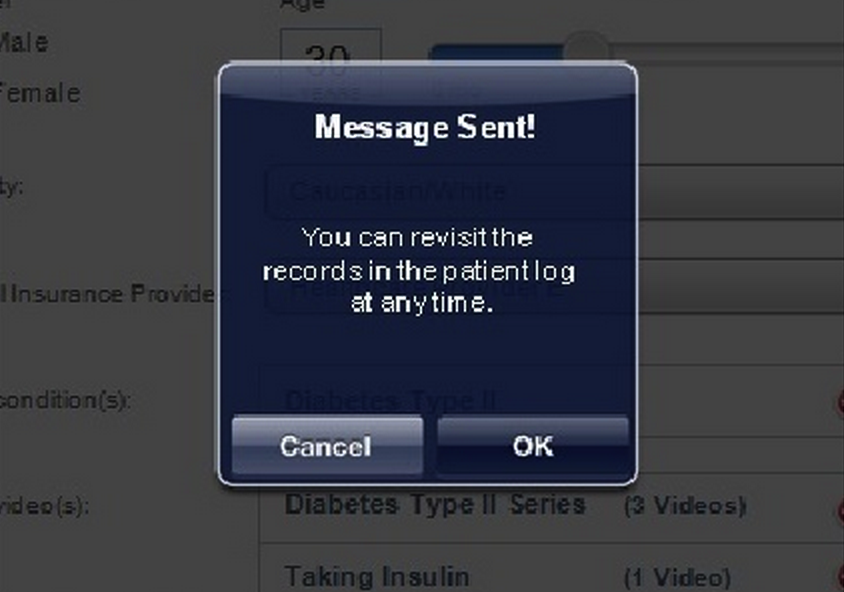 Age
Male
30
Female
Message Sent!
ty:
Caucasian/White
You can revisit the
records in the patient log
at any time.
l Insurance Provide
condition(s):
Diabetes Type II
Cancel
OK
video(s):
Diabetes Type II Series (3 Videos)
Taking Insulin (1 Video)